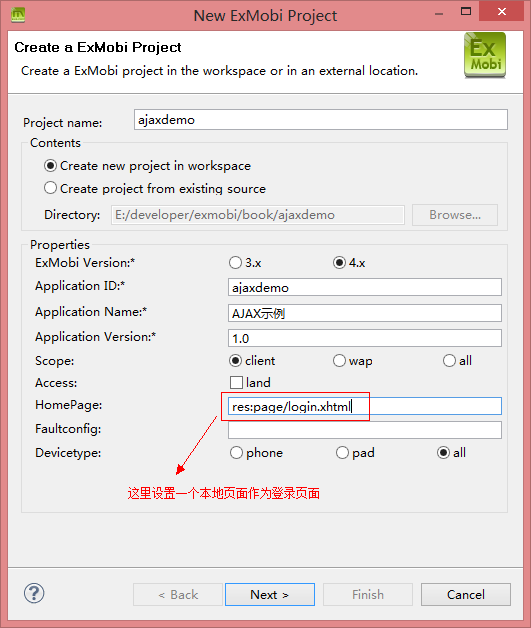 New ExMobi Project
Create a ExMobi Project
Create a ExMobi project in the workspace or in an external location.
Ex
Mobi
Project name: ajaxdemo
Contents
Create new project in workspace
Create project from existing source
Directory: E:/developer/exmobi/book/ajaxdemo Browse...
Properties
ExMobi Version:* 3.x 4.x
Application ID:* ajaxdemo
Application Name:* AJAX示例
Application Version:* 1.0
Scope: client wap all
Access: land
HomePage: res:page/login.xhtml
Faultconfig:
Devicetype: phone pad all
这里设置一个本地页面作为登录页面
? < Back Next > Finish Cancel